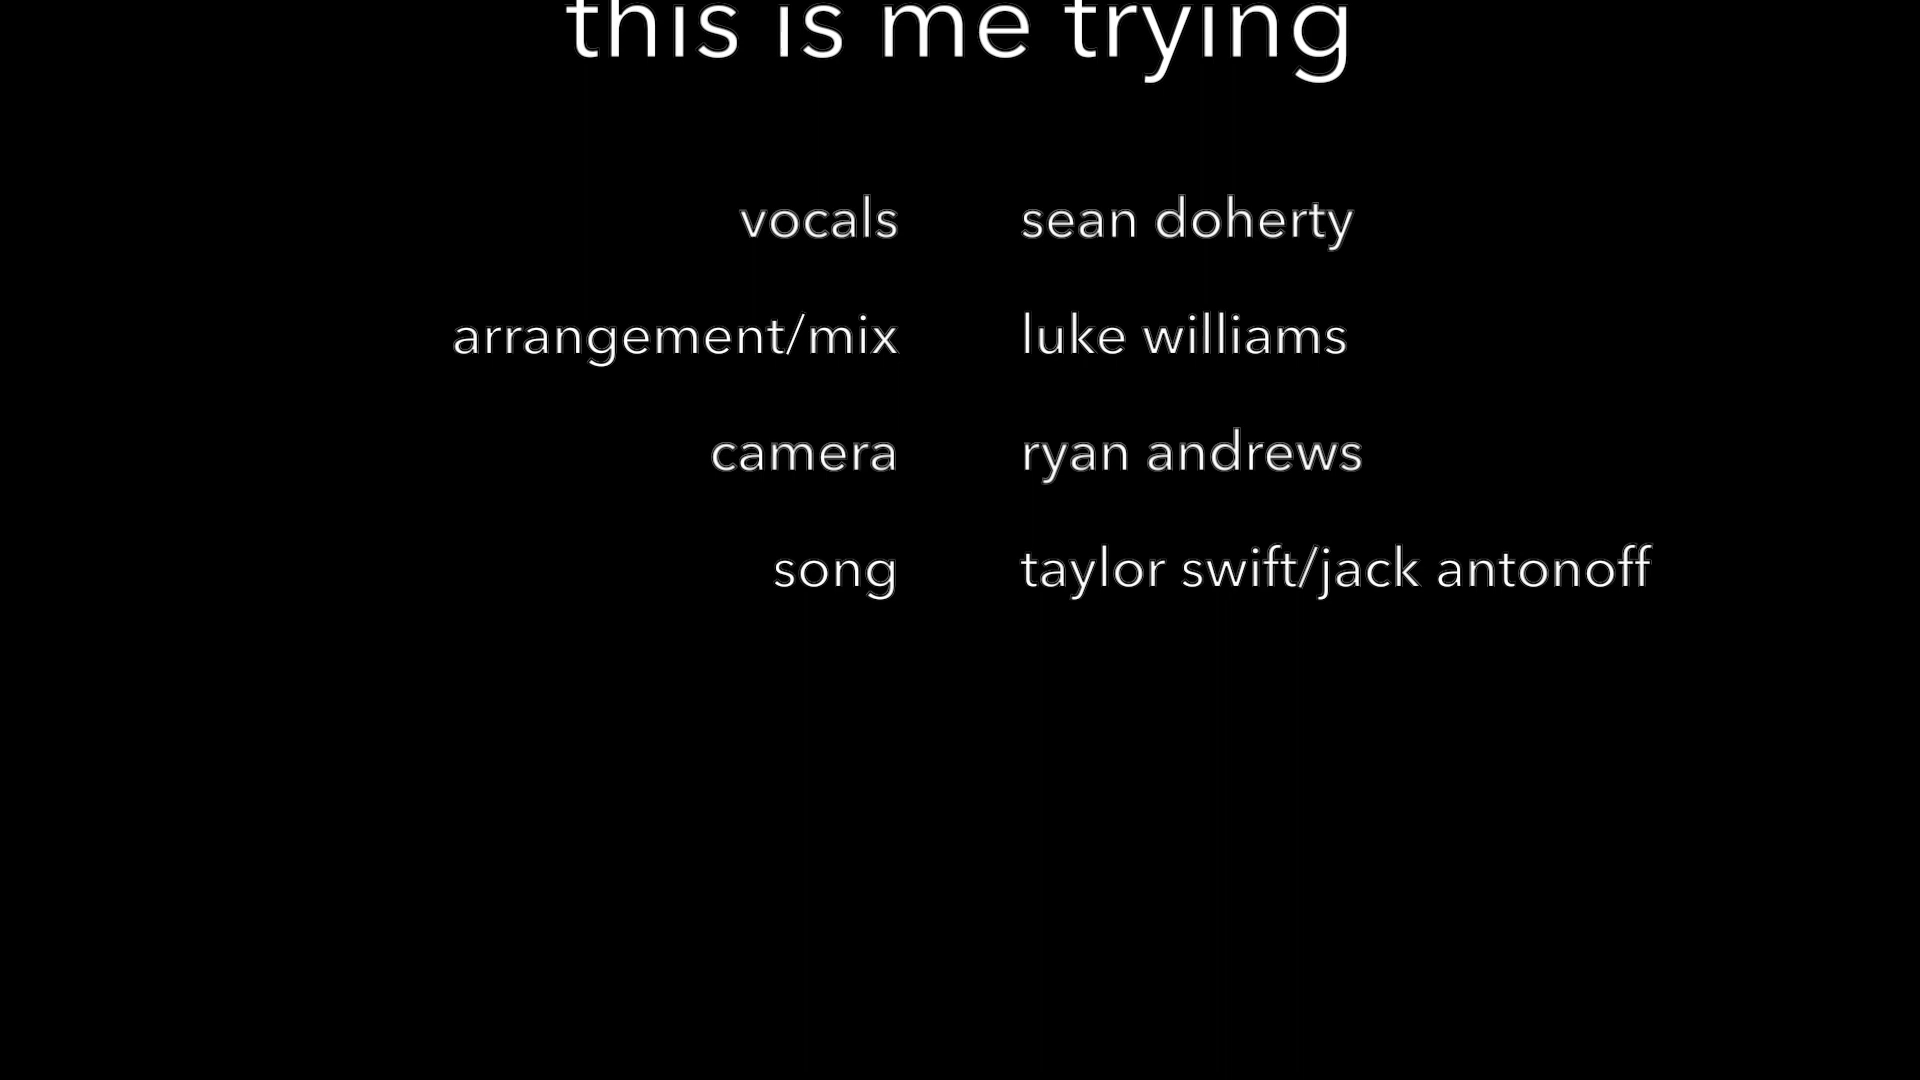 this is me trying
vocals sean doherty
arrangement/mix luke williams
camera ryan andrews
song taylor swift/jack antonoff